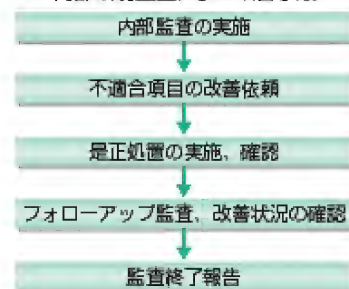 内部監査の実施
不適合項目の改善依頼
是正処置の実施、確認
フォローアップ監査、改善状況の確認
監査終了報告